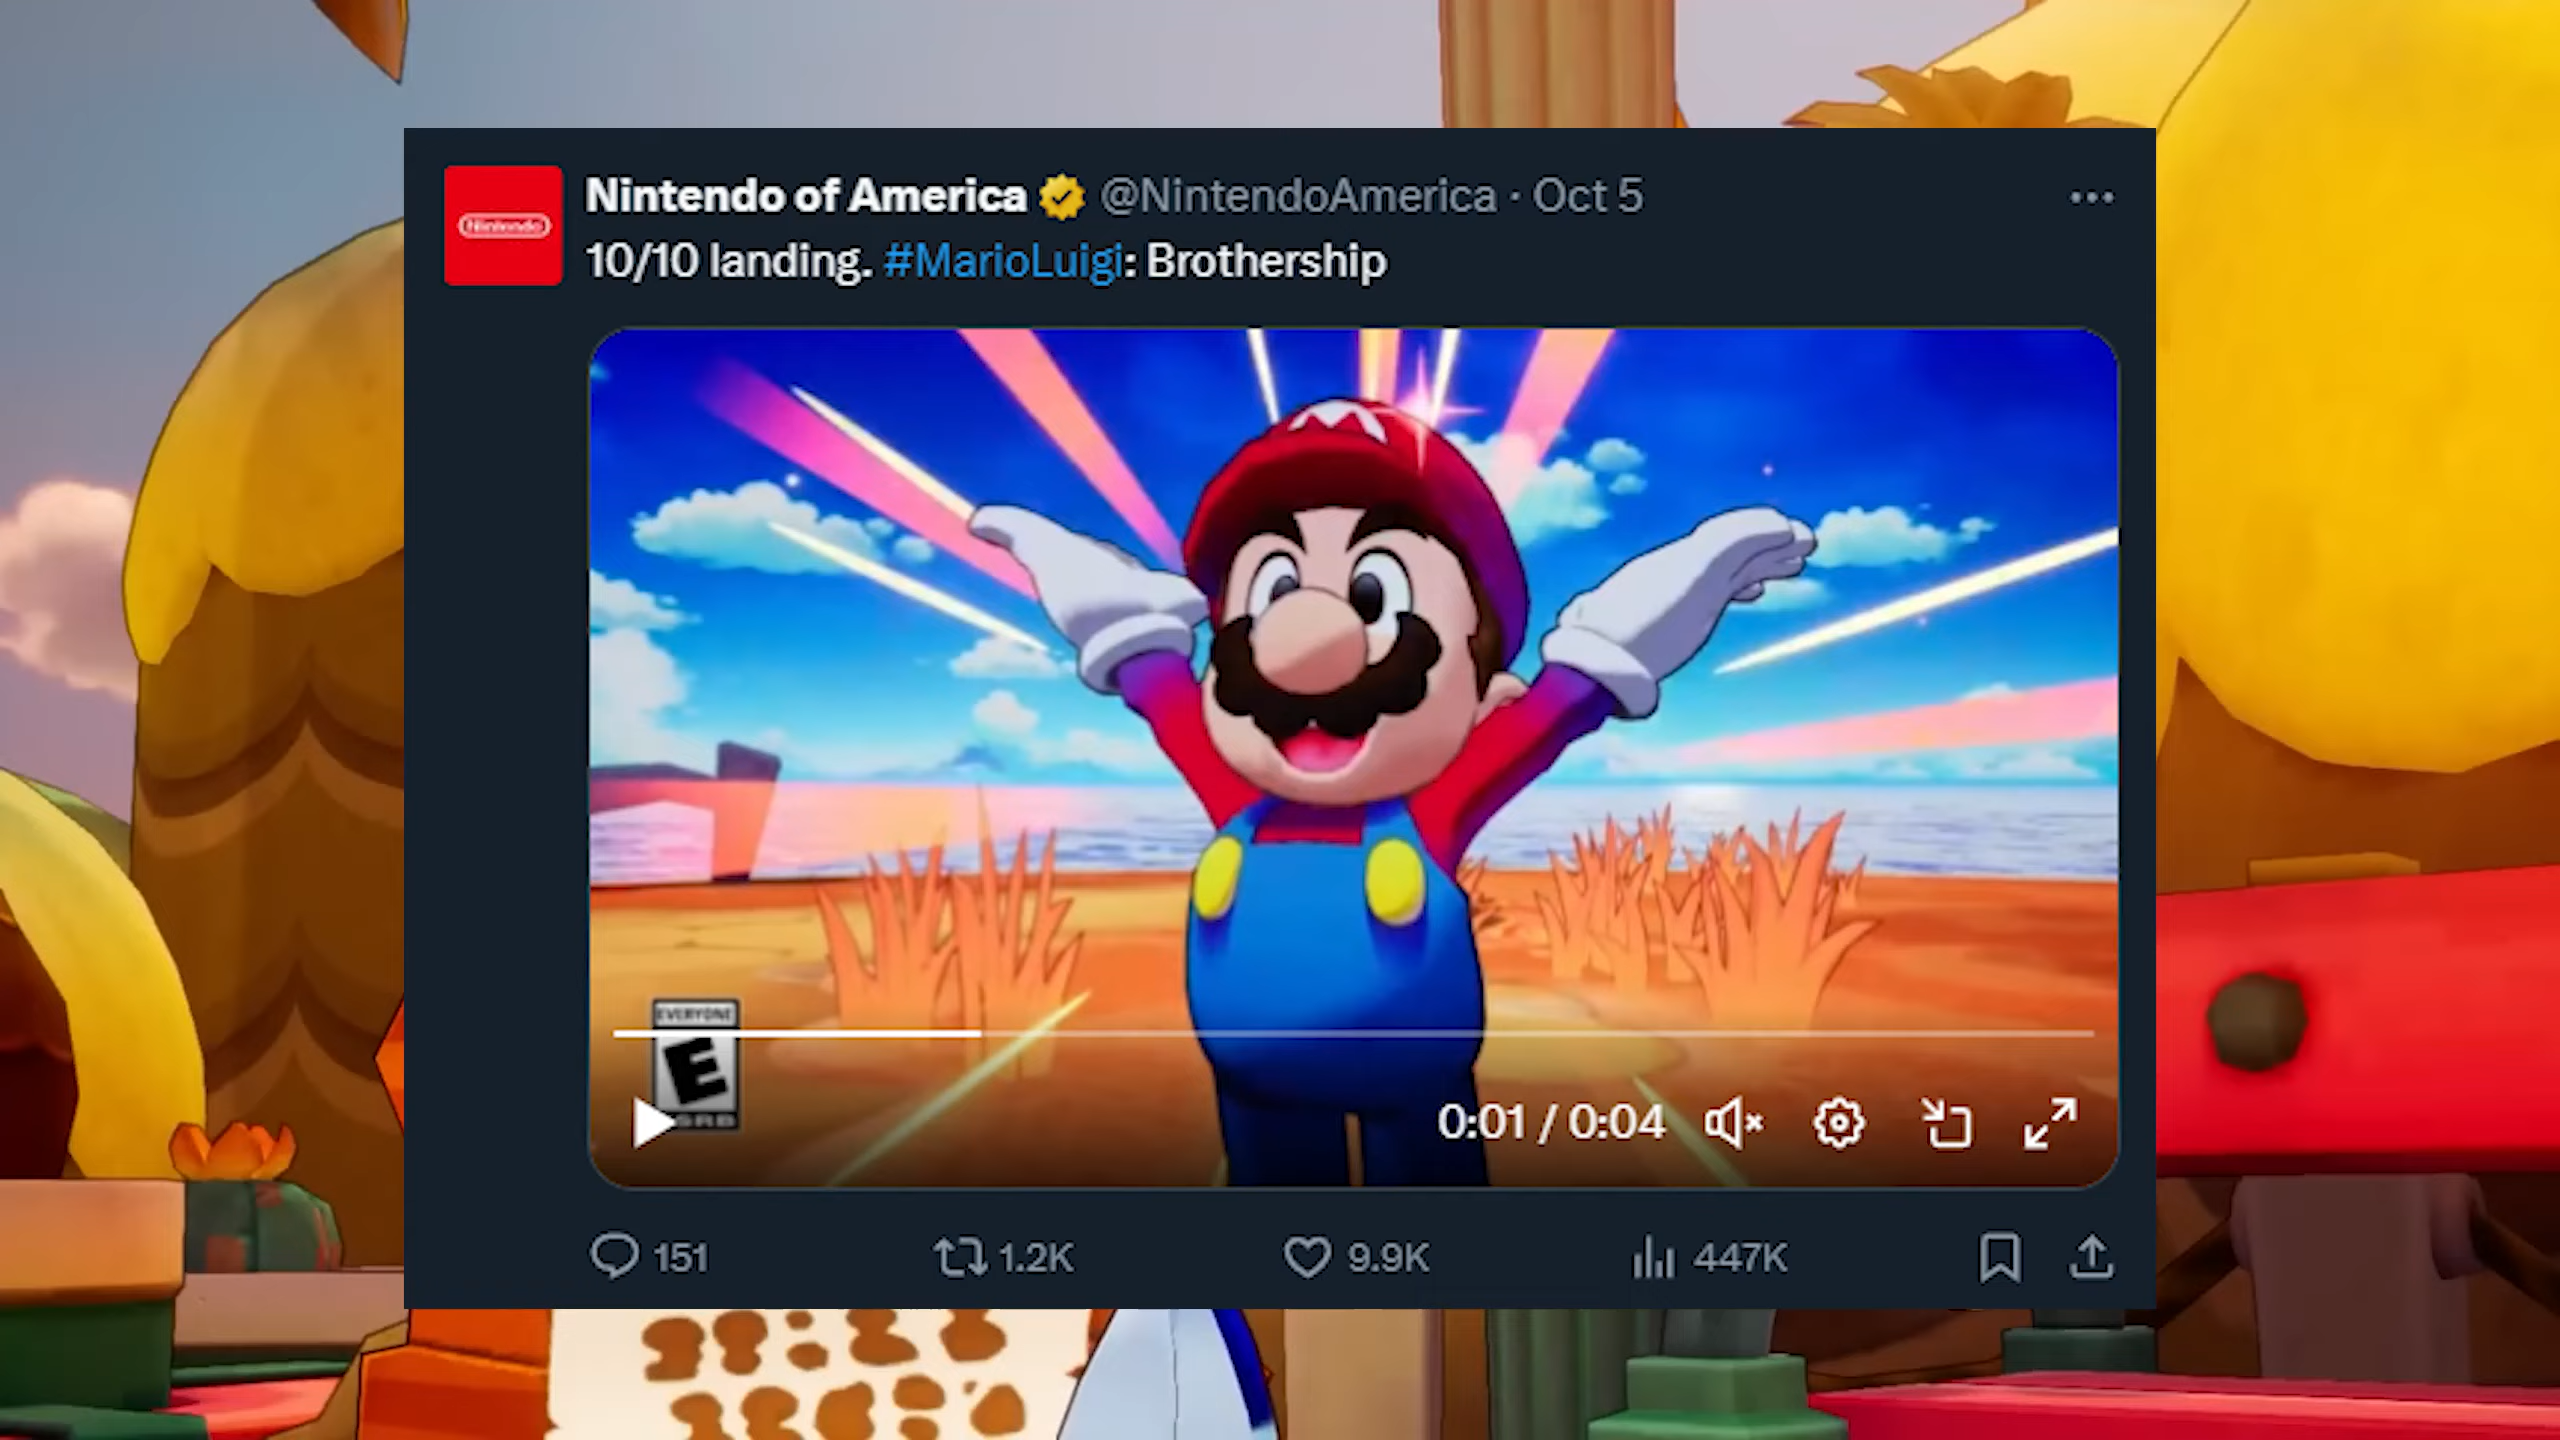 Nintendo of America @NintendoAmerica · Oct 5
Nintendo
10/10 landing. #MarioLuigi: Brothership
M
EVERYONE
E
0:01 / 0:04
151 1.2K 9.9K 447K